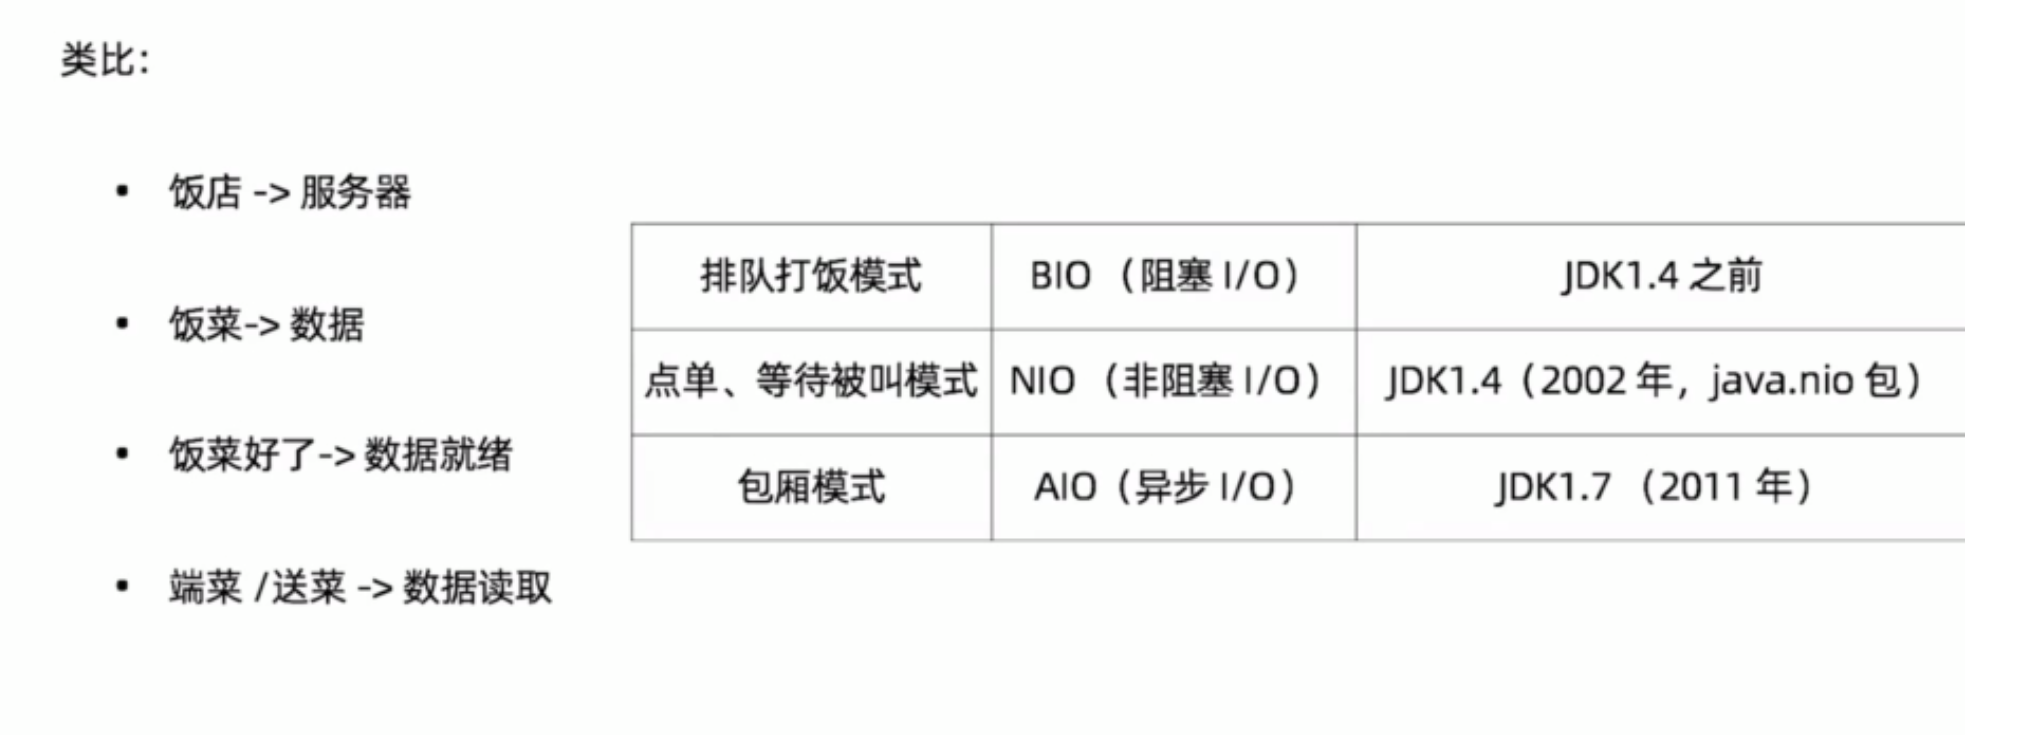 类比：
• 饭店 -> 服务器
• 饭菜-> 数据
• 饭菜好了-> 数据就绪
• 端菜 /送菜 -> 数据读取
排队打饭模式 BIO （阻塞 I/O） JDK1.4 之前
点单、等待被叫模式 NIO （非阻塞 I/O） JDK1.4（2002 年，java.nio 包）
包厢模式 AIO（异步 I/O） JDK1.7 （2011 年）